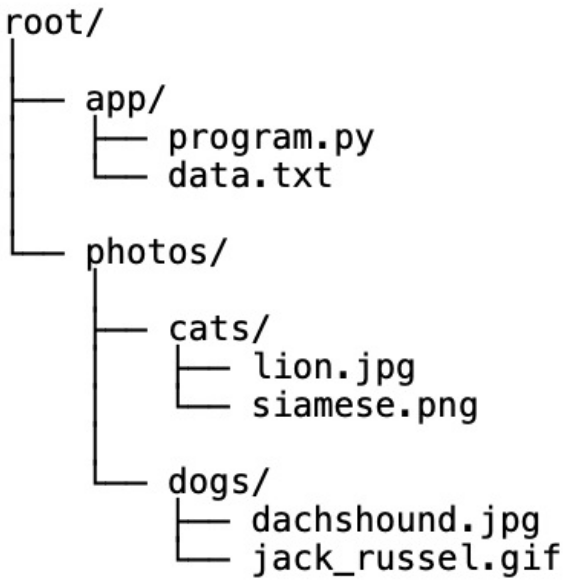 root/
app/
program.py
data.txt
photos/
cats/
lion.jpg
siamese.png
dogs/
dachshound.jpg
jack_russel.gif